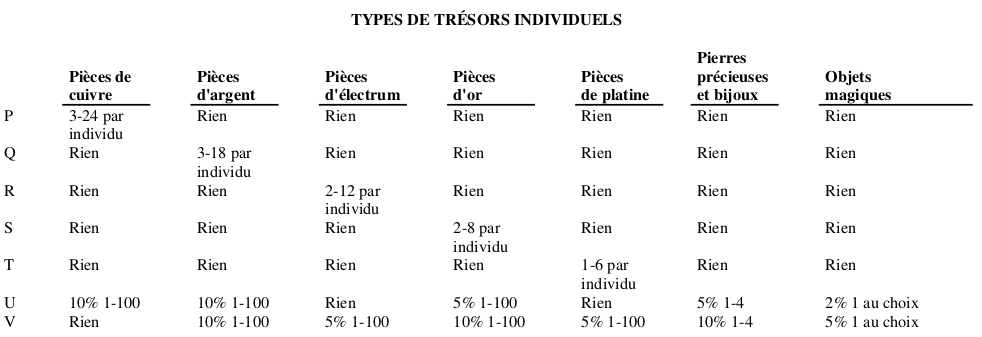 TYPES DE TRÉSORS INDIVIDUELS
Pierres
Pièces de Pièces Pièces Pièces Pièces précieuses Objets
cuivre d'argent d'électrum d'or de platine et bijoux magiques
P 3-24 par Rien Rien Rien Rien Rien Rien
individu
Q Rien 3-18 par Rien Rien Rien Rien Rien
individu
R Rien Rien 2-12 par Rien Rien Rien Rien
individu
S Rien Rien Rien 2-8 par Rien Rien Rien
individu
T Rien Rien Rien Rien 1-6 par Rien Rien
individu
U 10% 1-100 10% 1-100 Rien 5% 1-100 Rien 5% 1-4 2% 1 au choix
V Rien 10% 1-100 5% 1-100 10% 1-100 5% 1-100 10% 1-4 5% 1 au choix